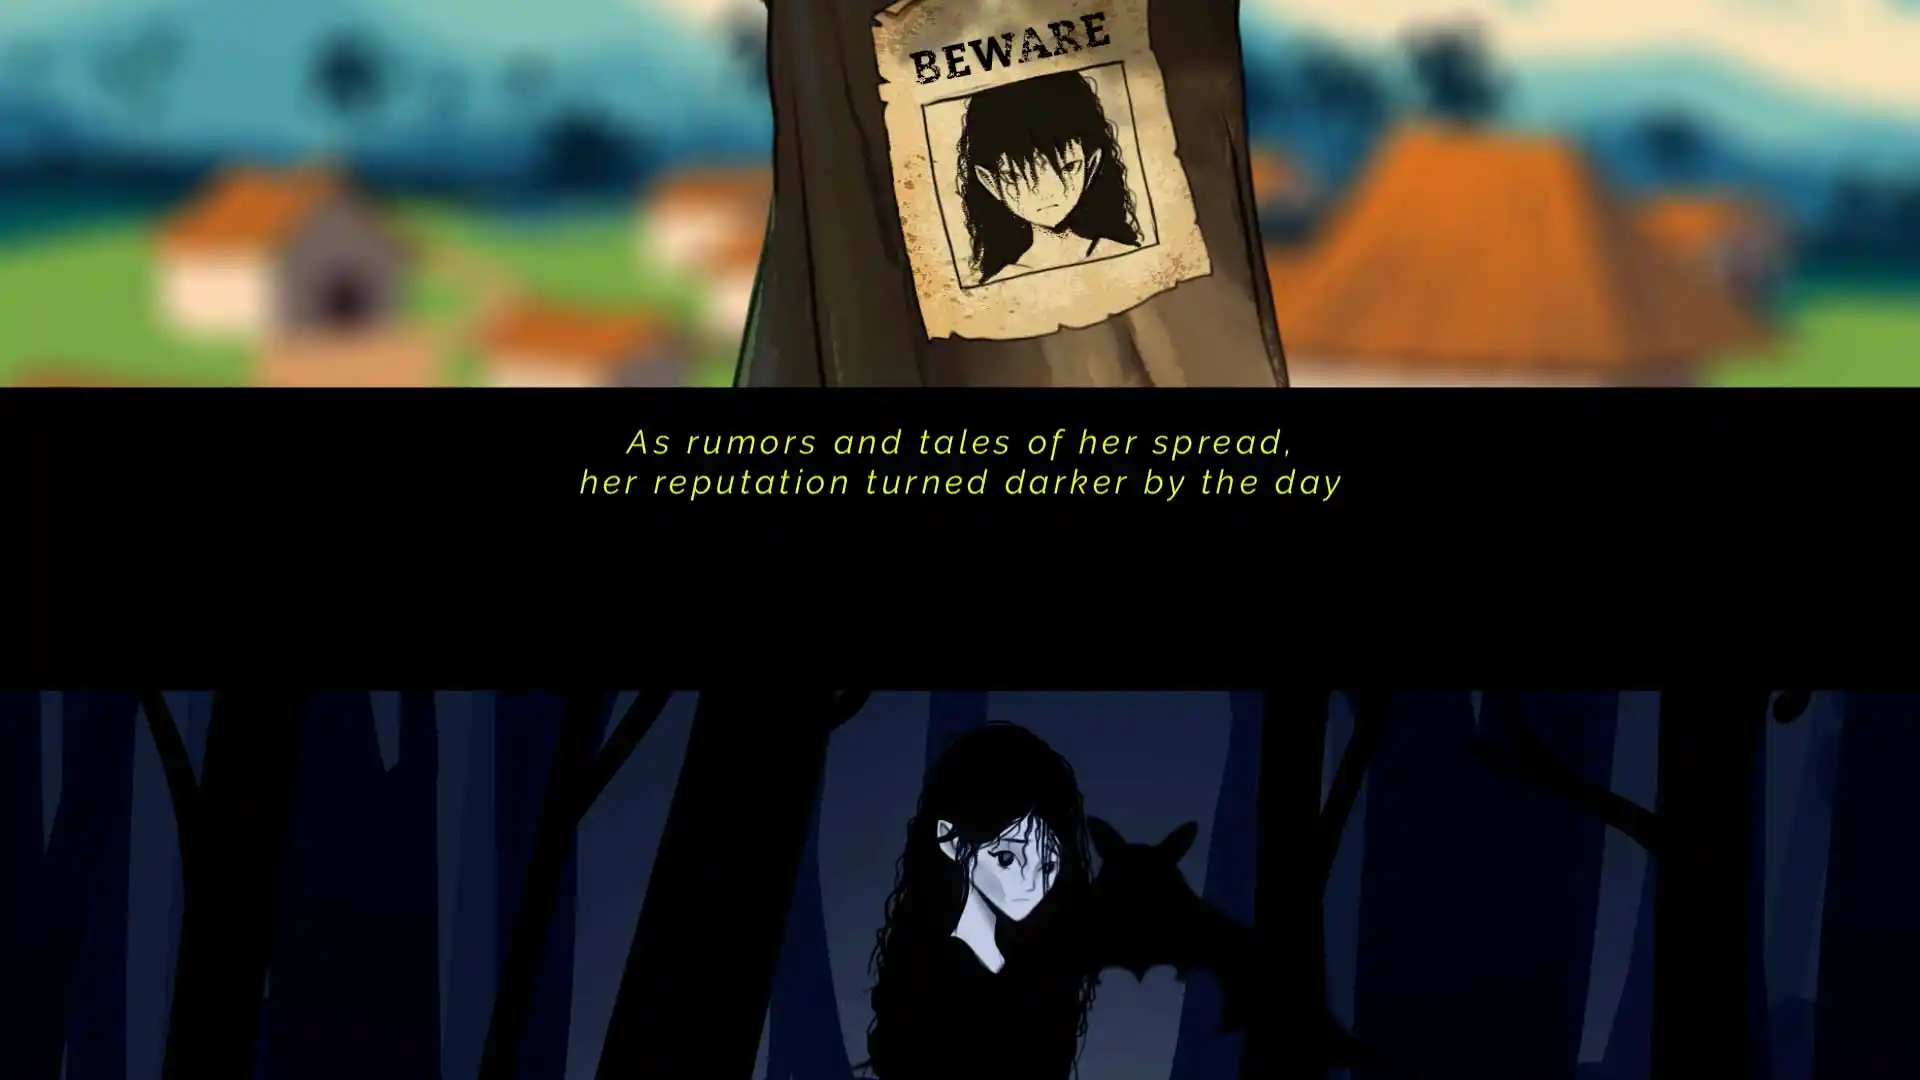 BEWARE
As rumors and tales of her spread,
her reputation turned darker by the day